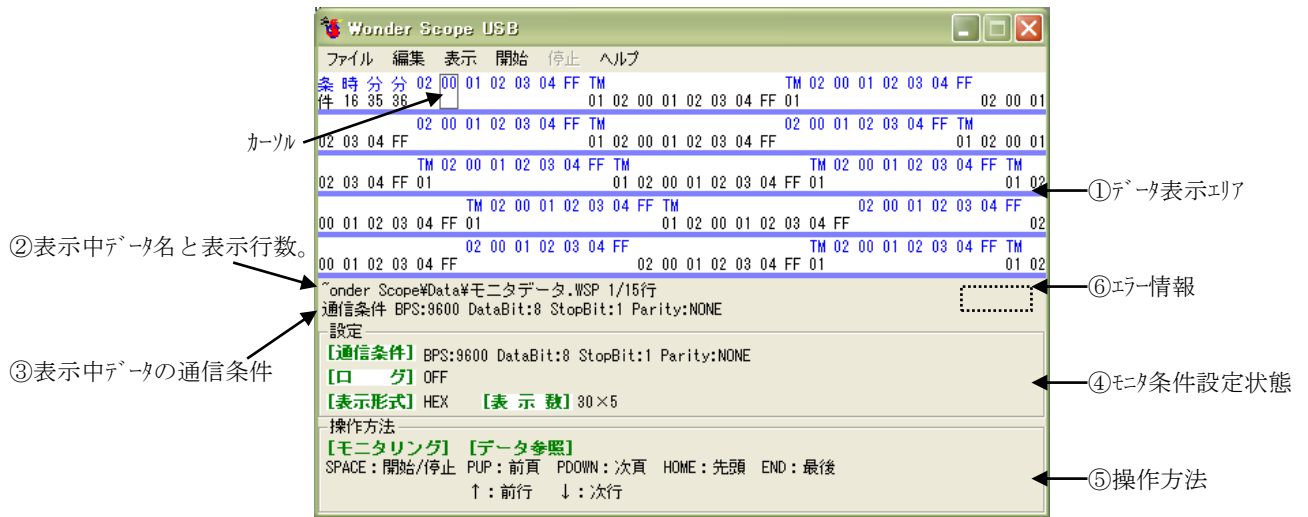 Wonder Scope USB
ファイル 編集 表示 開始 停止 ヘルプ
条 時 分 分 02 00 01 02 03 04 FF TM TM 02 00 01 02 03 04 FF
件 16 35 36 01 02 00 01 02 03 04 FF 01 02 00 01
カーソル
02 00 01 02 03 04 FF TM 02 00 01 02 03 04 FF TM
02 03 04 FF 01 02 00 01 02 03 04 FF 01 02 00 01
TM 02 00 01 02 03 04 FF TM TM 02 00 01 02 03 04 FF TM
02 03 04 FF 01 01 02 00 01 02 03 04 FF 01 01 02
①データ表示エリア
TM 02 00 01 02 03 04 FF TM 02 00 01 02 03 04 FF
00 01 02 03 04 FF 01 01 02 00 01 02 03 04 FF 02
02 00 01 02 03 04 FF TM 02 00 01 02 03 04 FF TM
00 01 02 03 04 FF 02 00 01 02 03 04 FF 01 01 02
②表示中データ名と表示行数。
~onder Scope¥Data¥モニタデータ.WSP 1/15行
⑥エラー情報
通信条件 BPS:9600 DataBit:8 StopBit:1 Parity:NONE
③表示中データの通信条件
設定
[通信条件] BPS:9600 DataBit:8 StopBit:1 Parity:NONE
[ロ グ] OFF
④モニタ条件設定状態
[表示形式] HEX [表 示 数] 30×5
操作方法
[モニタリング] [データ参照]
SPACE：開始/停止 PUP：前頁 PDOWN：次頁 HOME：先頭 END：最後
⑤操作方法
↑：前行 ↓：次行